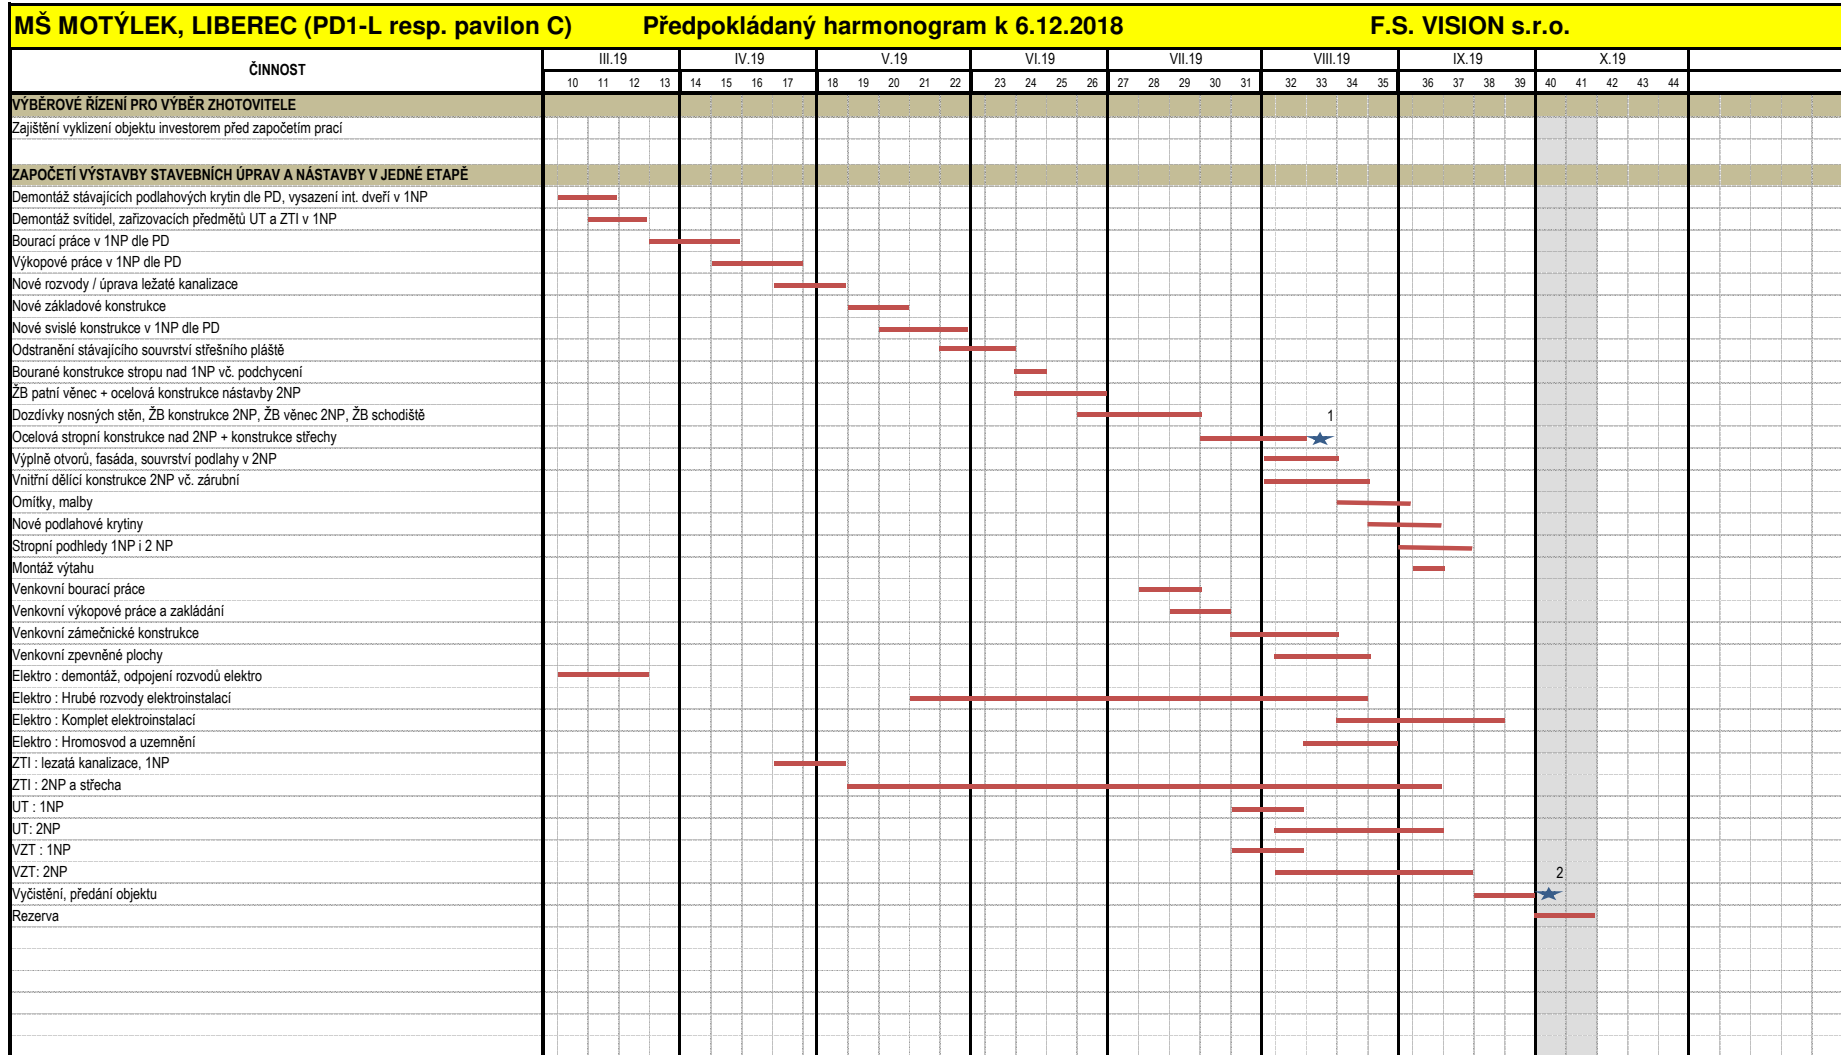 MŠ MOTÝLEK, LIBEREC (PD1-L resp. pavilon C) Předpokládaný harmonogram k 6.12.2018 F.S. VISION s.r.o.
ČINNOST III.19 IV.19 V.19 VI.19 VII.19 VIII.19 IX.19 X.19
10 11 12 13 14 15 16 17 18 19 20 21 22 23 24 25 26 27 28 29 30 31 32 33 34 35 36 37 38 39 40 41 42 43 44
VÝBĚROVÉ ŘÍZENÍ PRO VÝBĚR ZHOTOVITELE
Zajištění vyklizení objektu investorem před započetím prací
ZAPOČETÍ VÝSTAVBY STAVEBNÍCH ÚPRAV A NÁSTAVBY V JEDNÉ ETAPĚ
Demontáž stávajících podlahových krytin dle PD, vysazení int. dveří v 1NP
Demontáž svítidel, zařizovacích předmětů UT a ZTI v 1NP
Bourací práce v 1NP dle PD
Výkopové práce v 1NP dle PD
Nové rozvody / úprava ležaté kanalizace
Nové základové konstrukce
Nové svislé konstrukce v 1NP dle PD
Odstranění stávajícího souvrství střešního pláště
Bourané konstrukce stropu nad 1NP vč. podchycení
ŽB patní věnec + ocelová konstrukce nástavby 2NP
Dozdívky nosných stěn, ŽB konstrukce 2NP, ŽB věnec 2NP, ŽB schodiště 1
Ocelová stropní konstrukce nad 2NP + konstrukce střechy
Výplně otvorů, fasáda, souvrství podlahy v 2NP
Vnitřní dělící konstrukce 2NP vč. zárubní
Omítky, malby
Nové podlahové krytiny
Stropní podhledy 1NP i 2 NP
Montáž výtahu
Venkovní bourací práce
Venkovní výkopové práce a zakládání
Venkovní zámečnické konstrukce
Venkovní zpevněné plochy
Elektro : demontáž, odpojení rozvodů elektro
Elektro : Hrubé rozvody elektroinstalací
Elektro : Komplet elektroinstalací
Elektro : Hromosvod a uzemnění
ZTI : lezatá kanalizace, 1NP
ZTI : 2NP a střecha
UT : 1NP
UT: 2NP
VZT : 1NP
VZT: 2NP 2
Vyčistění, předání objektu
Rezerva